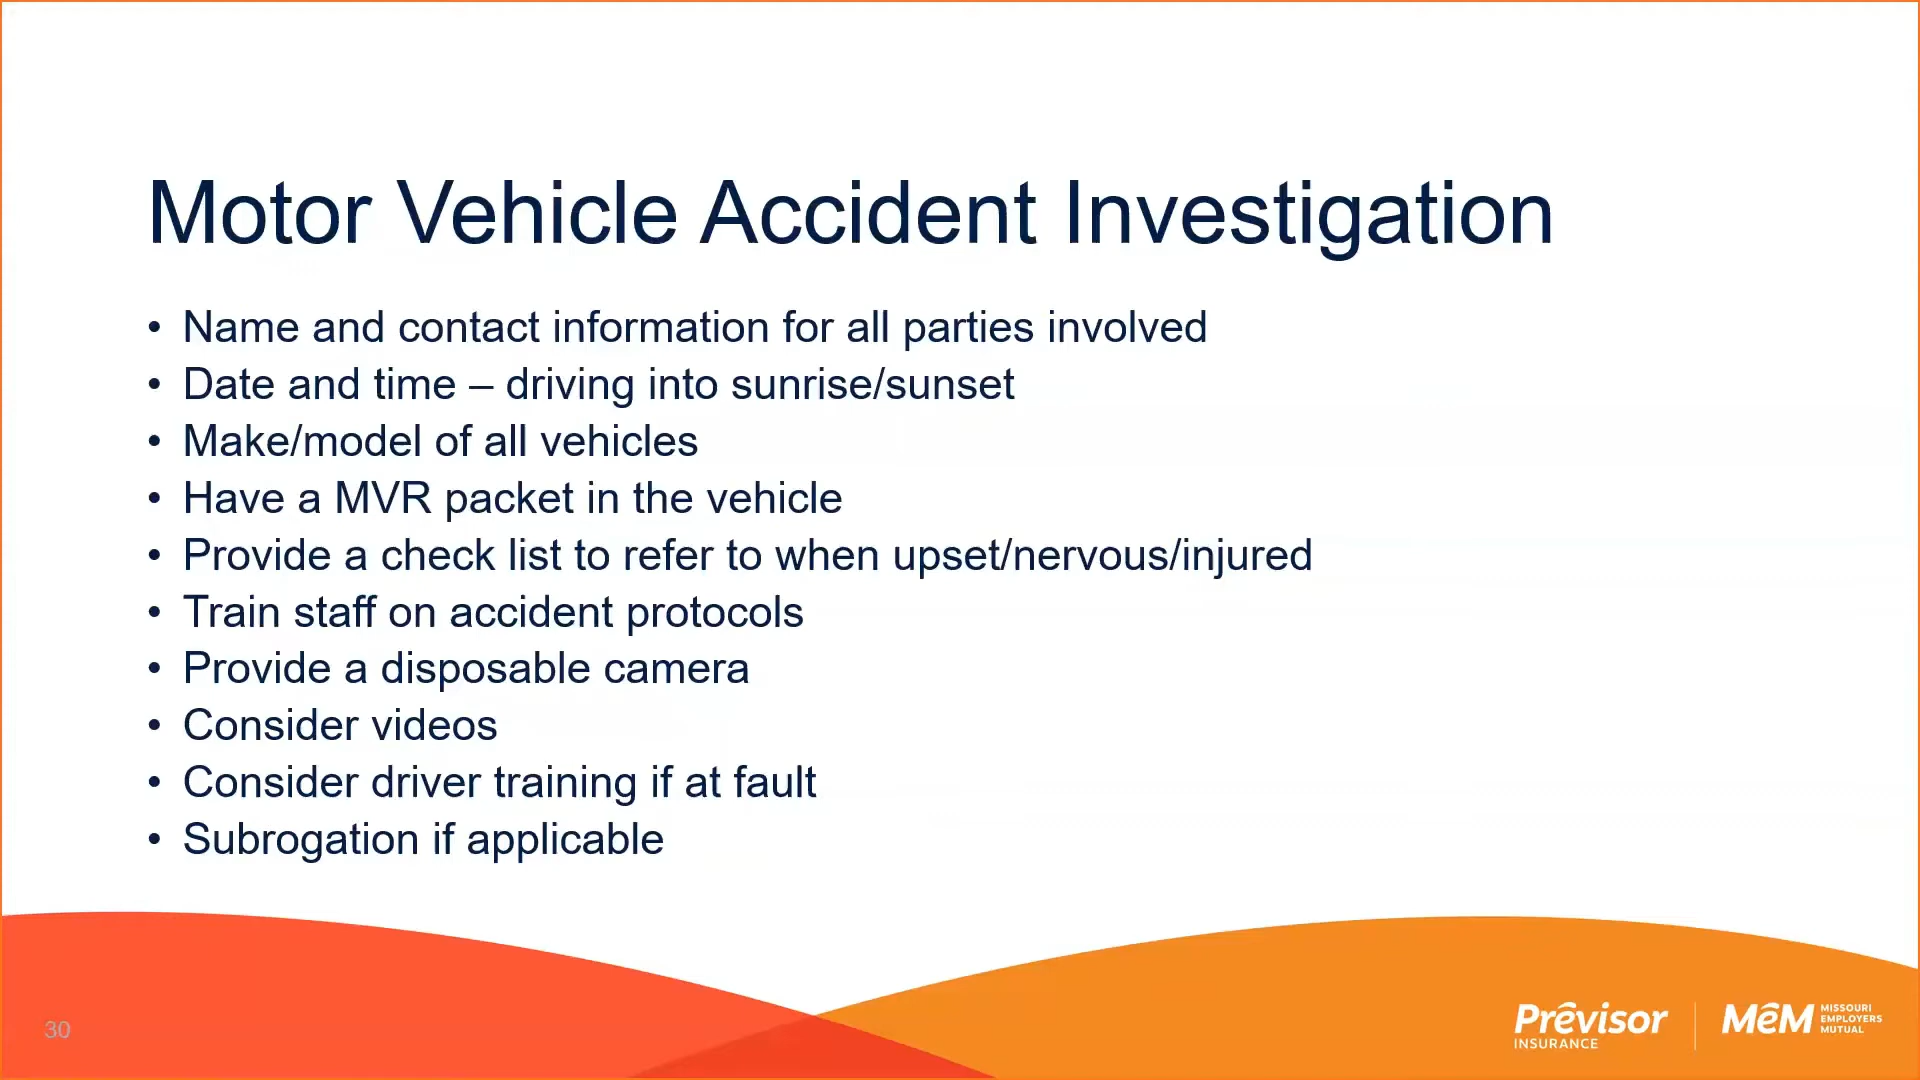 Motor Vehicle Accident Investigation
• Name and contact information for all parties involved
• Date and time – driving into sunrise/sunset
• Make/model of all vehicles
• Have a MVR packet in the vehicle
• Provide a check list to refer to when upset/nervous/injured
• Train staff on accident protocols
• Provide a disposable camera
• Consider videos
• Consider driver training if at fault
• Subrogation if applicable
30
Prēvisor
INSURANCE
MēM
MISSOURI
EMPLOYERS
MUTUAL